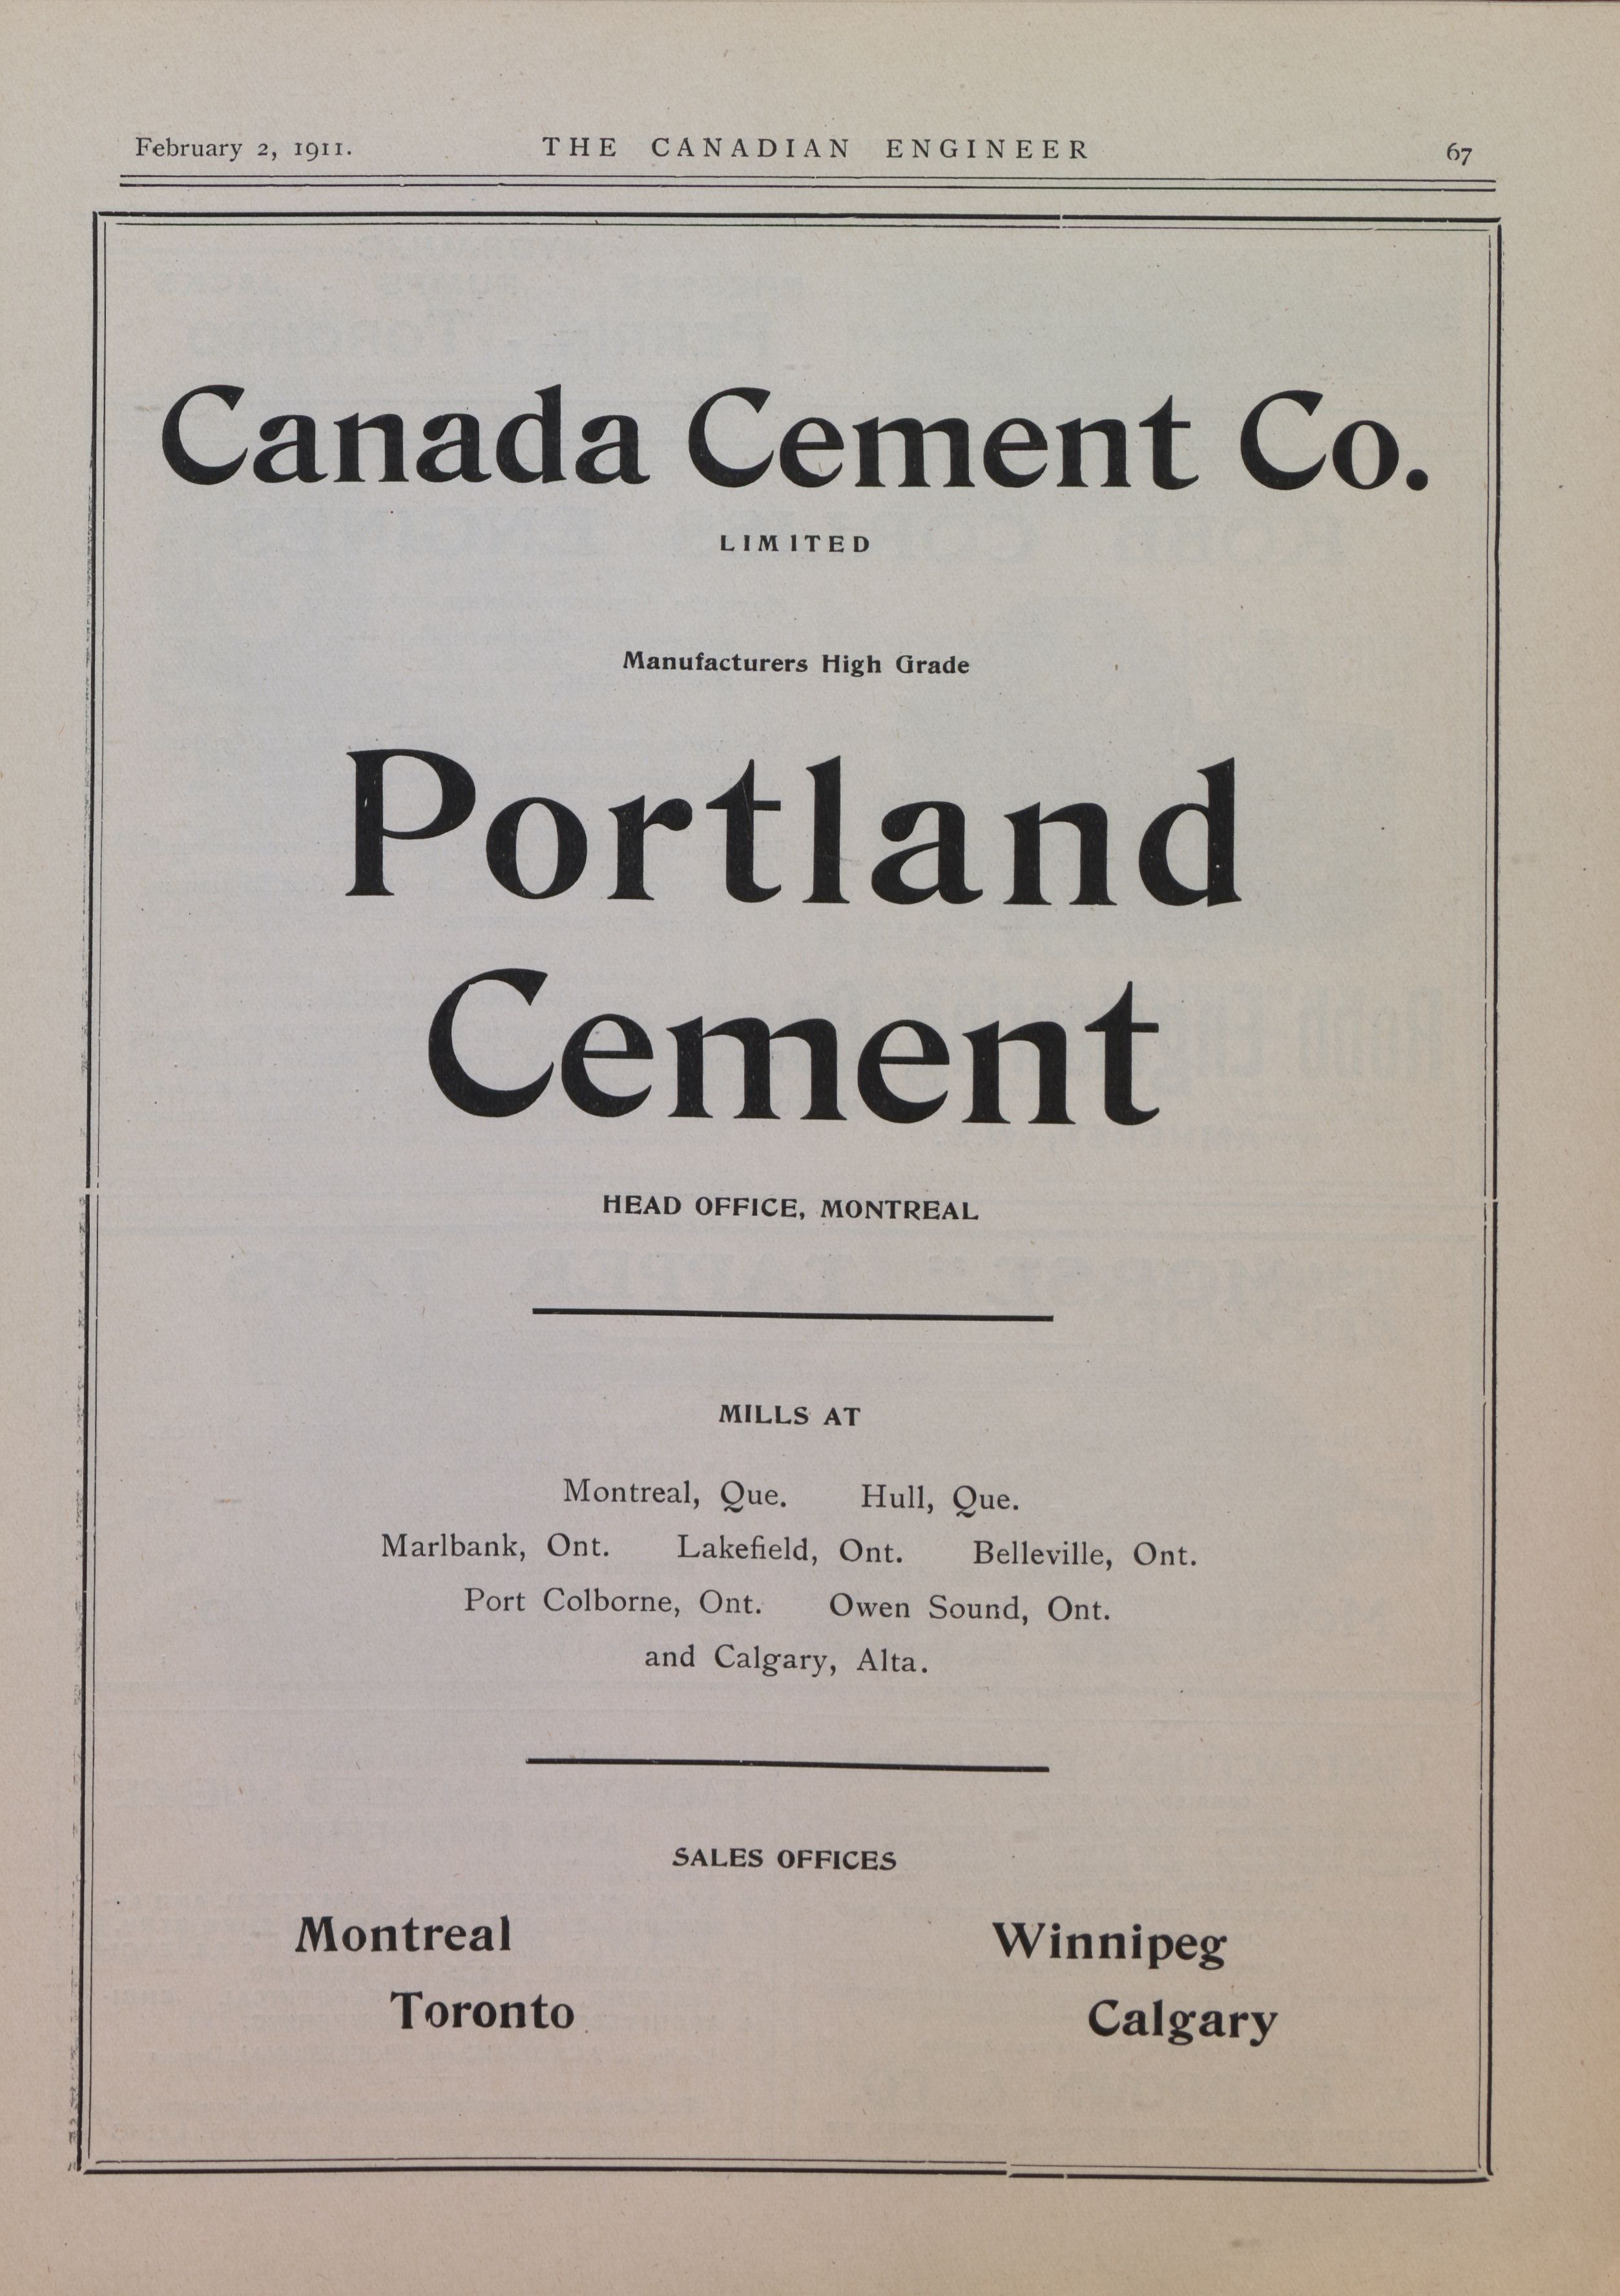 February 2, 1911.
THE CANADIAN ENGINEER
67
Canada Cement Co.
LIMITED
Manufacturers High Grade
Portland
Cement
HEAD OFFICE, MONTREAL
MILLS AT
Montreal, Que. Hull, Que.
Marlbank, Ont. Lakefield, Ont. Belleville, Ont.
Port Colborne, Ont. Owen Sound, Ont.
and Calgary, Alta.
SALES OFFICES
Montreal
Toronto
Winnipeg
Calgary